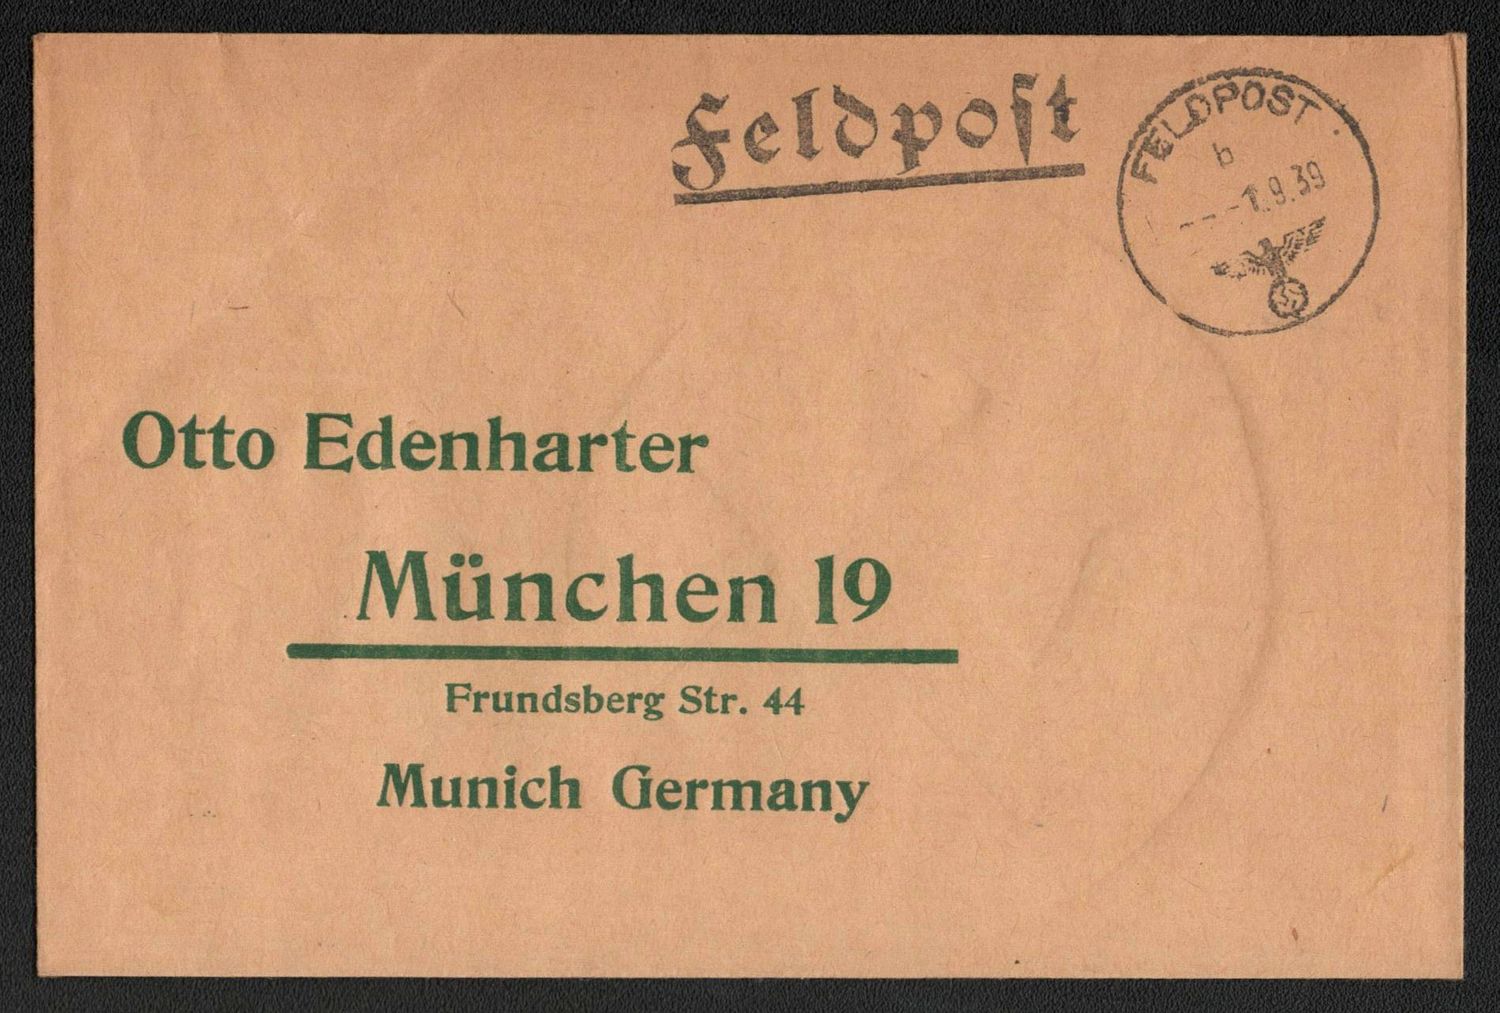 Feldpost
FELDPOST
b
- - - 1.9.39
Otto Edenharter
München 19
Frundsberg Str. 44
Munich Germany